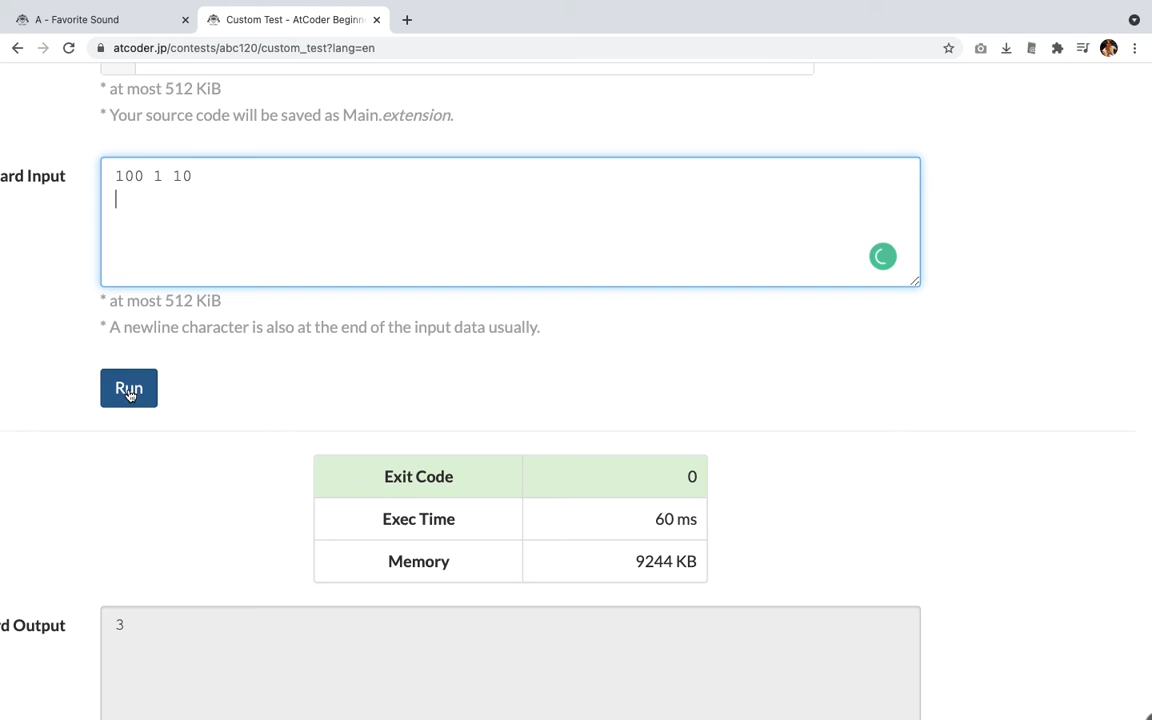 A - Favorite Sound
Custom Test - AtCoder Beginn
atcoder.jp/contests/abc120/custom_test?lang=en
* at most 512 KiB
* Your source code will be saved as Main.extension.
ard Input
100 1 10
* at most 512 KiB
* A newline character is also at the end of the input data usually.
Run
Exit Code 0
Exec Time 60 ms
Memory 9244 KB
rd Output
3